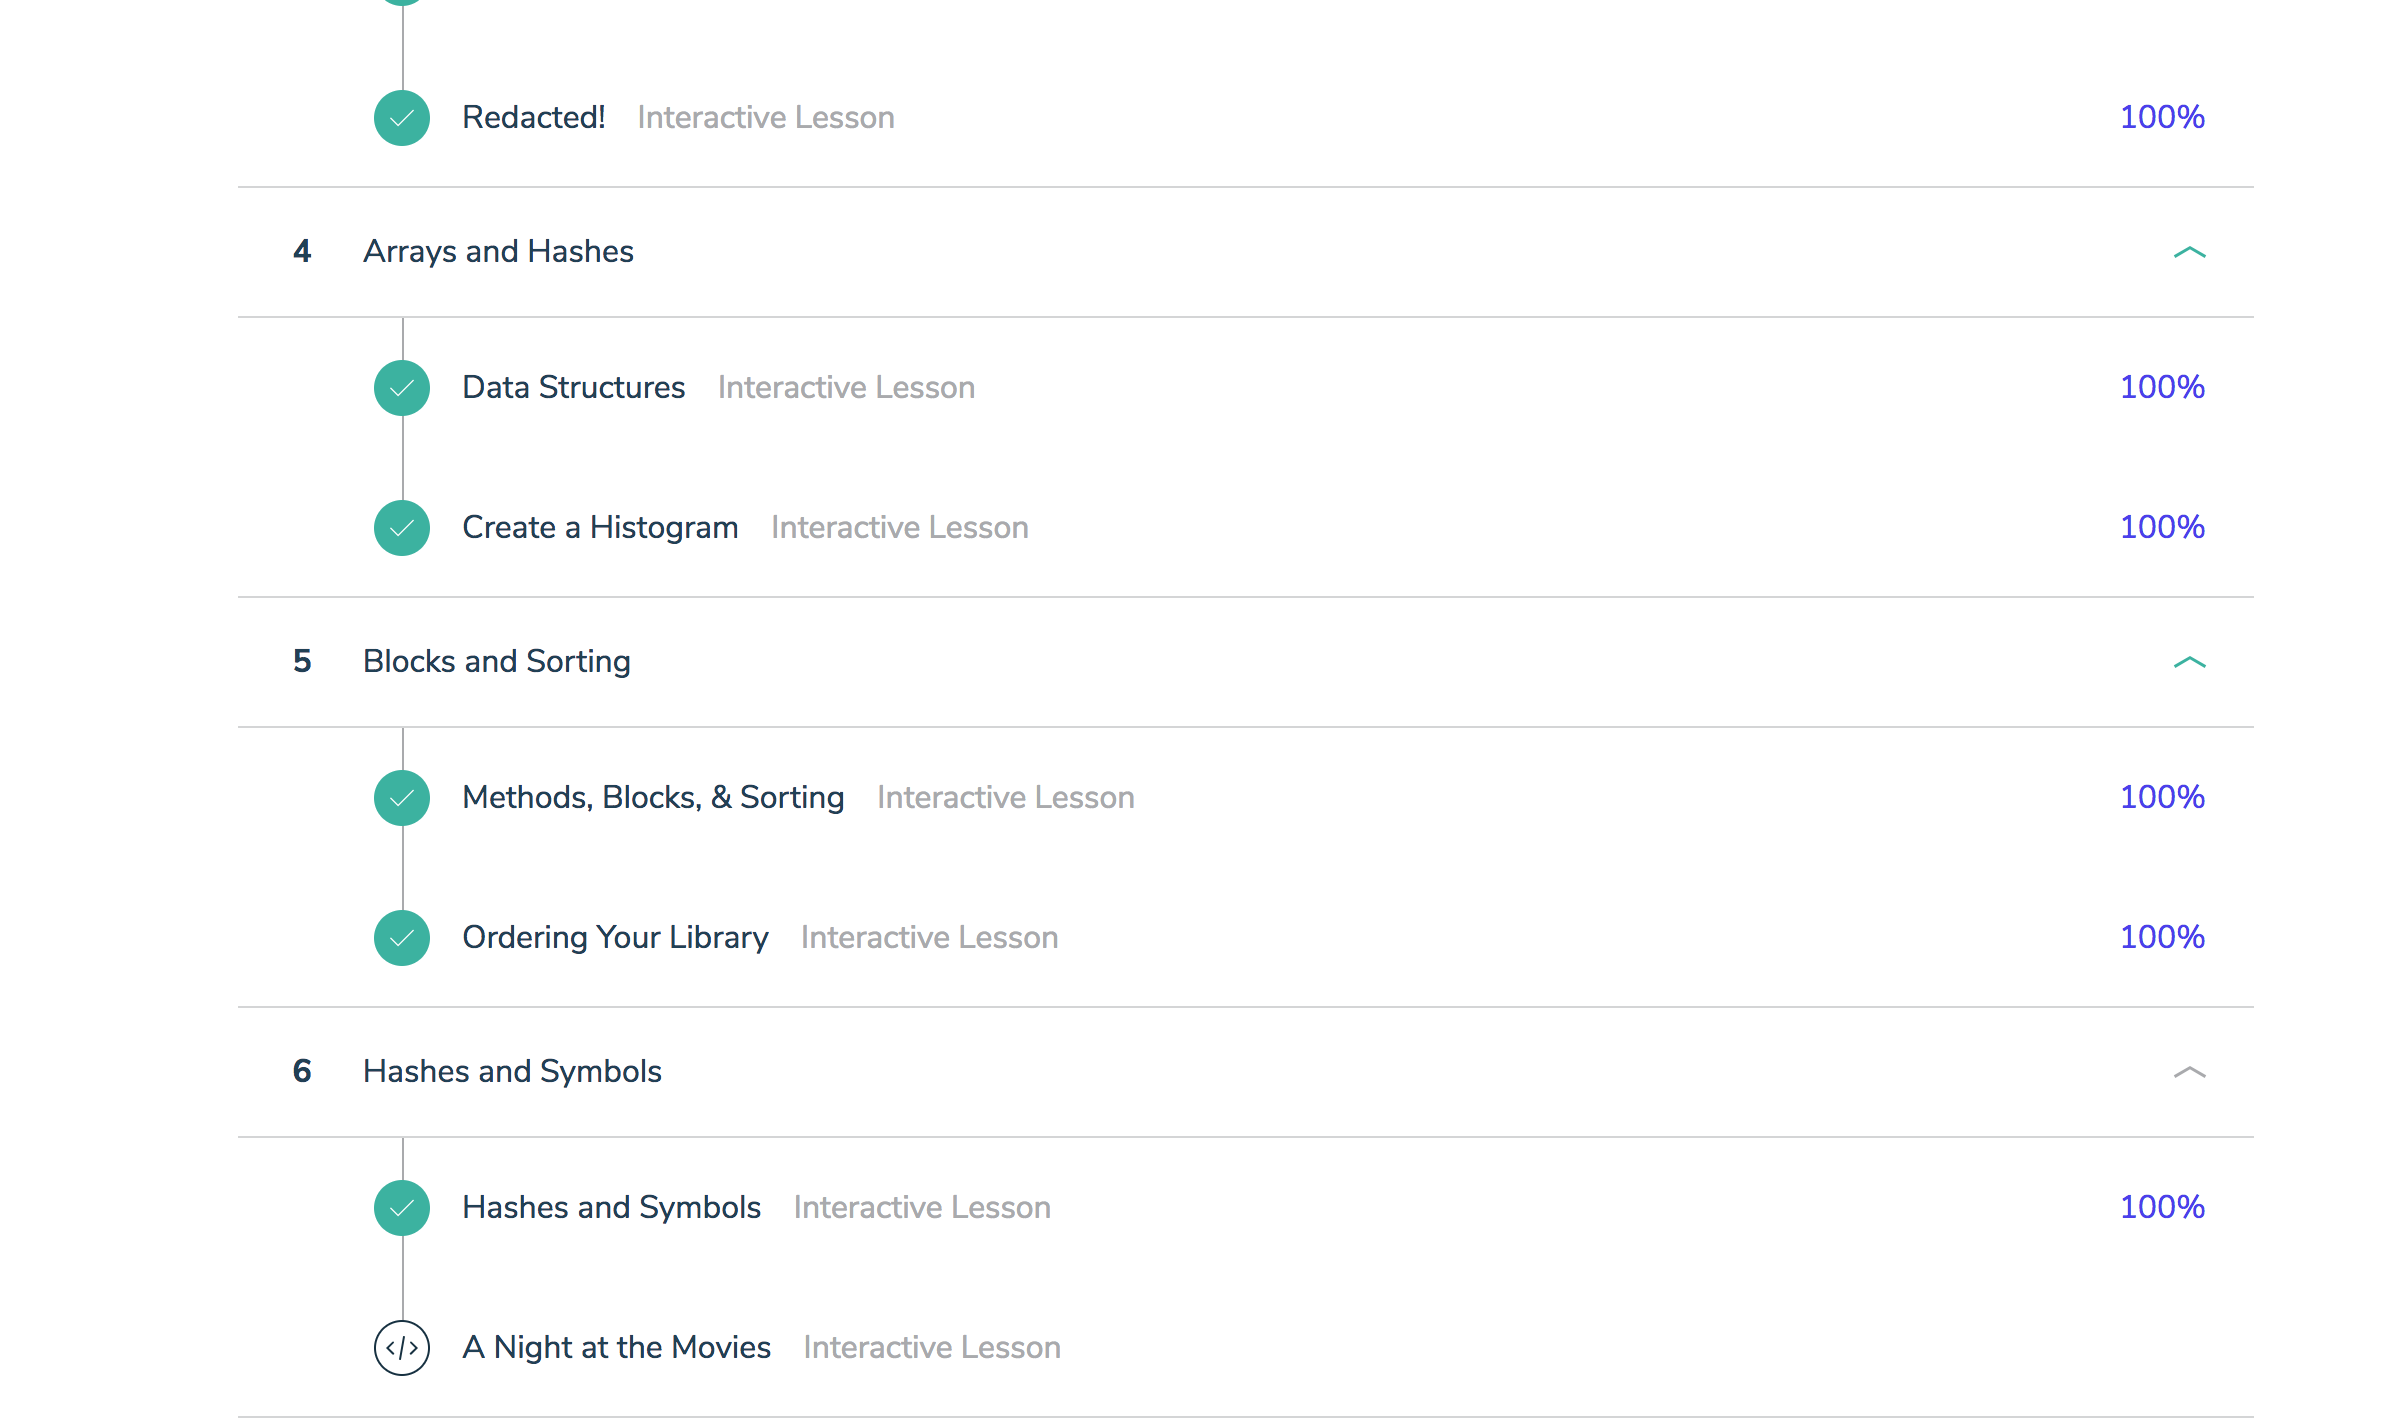 Redacted! Interactive Lesson 100%
4 Arrays and Hashes
Data Structures Interactive Lesson 100%
Create a Histogram Interactive Lesson 100%
5 Blocks and Sorting
Methods, Blocks, & Sorting Interactive Lesson 100%
Ordering Your Library Interactive Lesson 100%
6 Hashes and Symbols
Hashes and Symbols Interactive Lesson 100%
</> A Night at the Movies Interactive Lesson